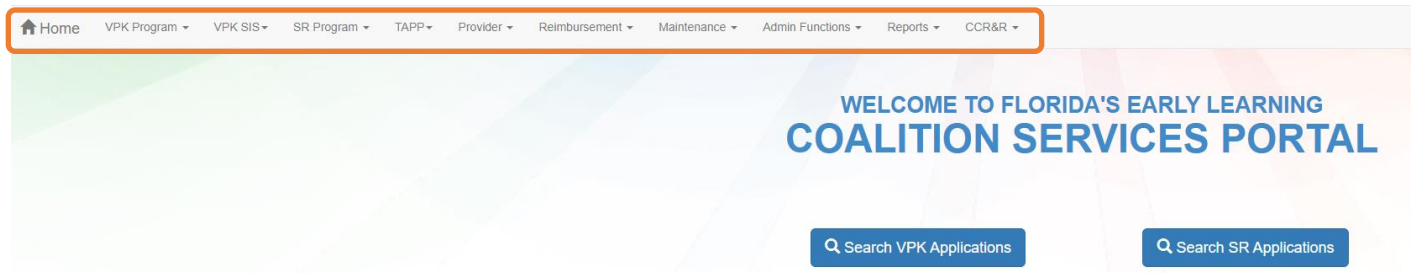 Home VPK Program VPK SIS SR Program TAPP Provider Reimbursement Maintenance Admin Functions Reports CCR&R
WELCOME TO FLORIDA'S EARLY LEARNING
COALITION SERVICES PORTAL
Search VPK Applications Search SR Applications